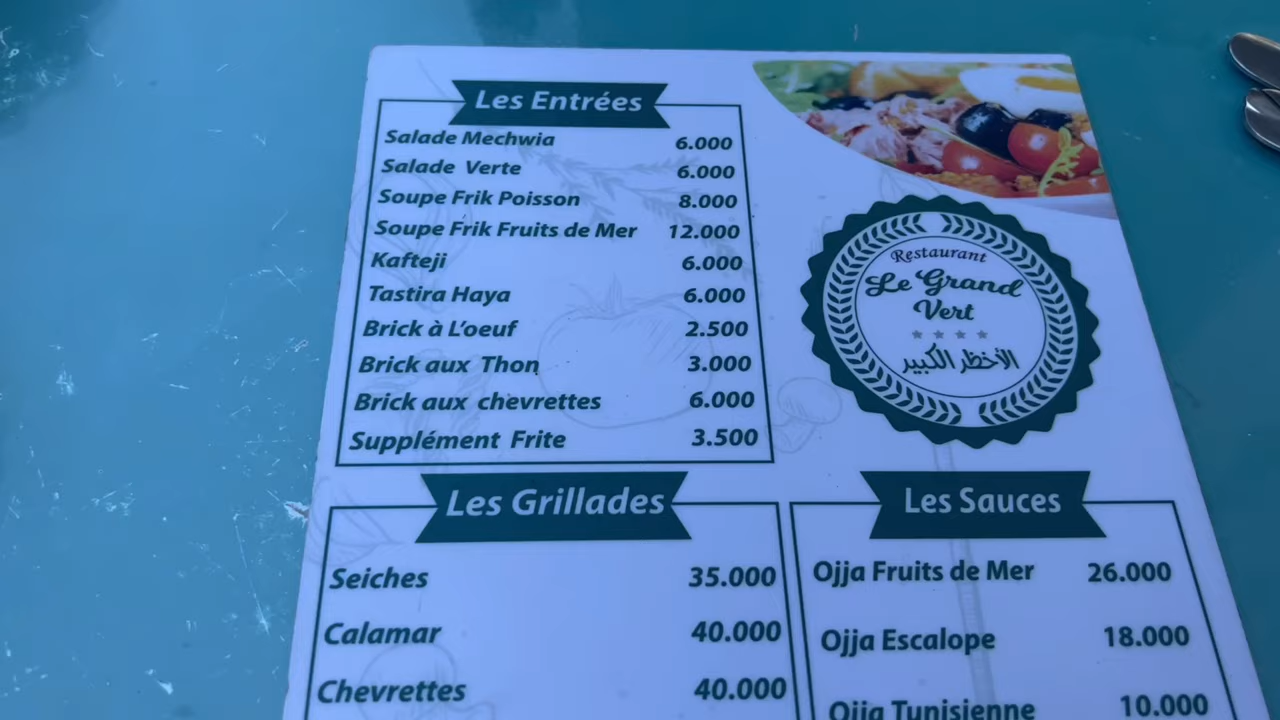 Les Entrées
Salade Mechwia 6.000
Salade Verte 6.000
Soupe Frik Poisson 8.000
Soupe Frik Fruits de Mer 12.000
Kafteji 6.000
Tastira Haya 6.000
Brick à L'oeuf 2.500
Brick aux Thon 3.000
Brick aux chevrettes 6.000
Supplément Frite 3.500
Restaurant
Le Grand
Vert
الأخظر الكبير
Les Grillades
Seiches 35.000
Calamar 40.000
Chevrettes 40.000
Les Sauces
Ojja Fruits de Mer 26.000
Ojja Escalope 18.000
Ojja Tunisienne 10.000